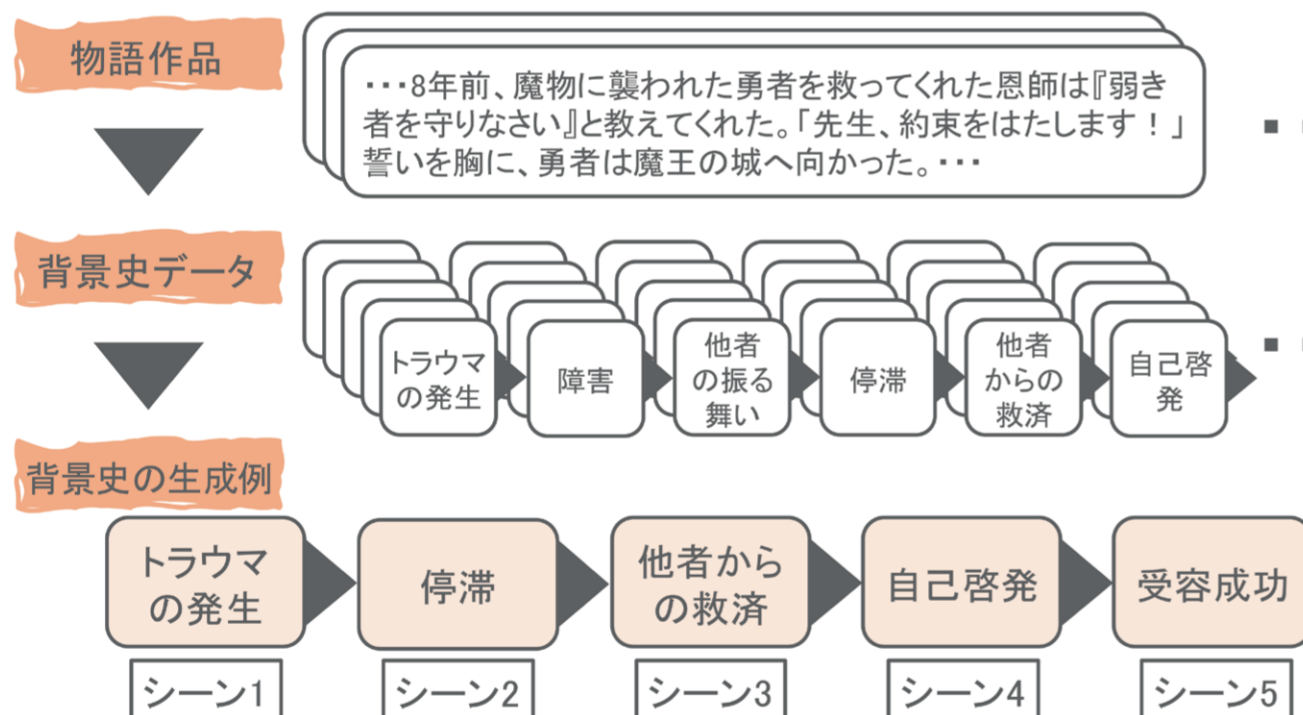 物語作品
・・・8年前、魔物に襲われた勇者を救ってくれた恩師は『弱き
者を守りなさい』と教えてくれた。「先生、約束をはたします！」
誓いを胸に、勇者は魔王の城へ向かった。・・・
背景史データ
トラウマ
の発生
障害
他者
の振る
舞い
停滞
他者
からの
救済
自己啓
発
背景史の生成例
トラウマ
の発生
停滞
他者から
の救済
自己啓発
受容成功
シーン1
シーン2
シーン3
シーン4
シーン5